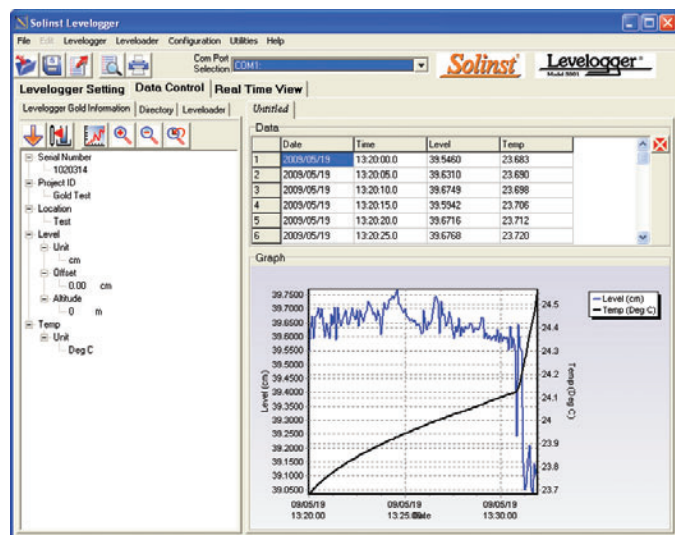 Solinst Levelogger
File Edit Levelogger Leveloader Configuration Utilities Help
Com Port Selection: COM1:
Solinst
Levelogger
Model 3001
Levelogger Setting Data Control Real Time View
Levelogger Gold Information Directory Leveloader
Untitled
Serial Number
1020314
Project ID
Gold Test
Location
Test
Level
Unit
cm
Offset
0.00 cm
Altitude
0 m
Temp
Unit
Deg C
Data
Date Time Level Temp
1 2009/05/19 13:20:00.0 39.5460 23.683
2 2009/05/19 13:20:05.0 39.6310 23.690
3 2009/05/19 13:20:10.0 39.6749 23.698
4 2009/05/19 13:20:15.0 39.5942 23.706
5 2009/05/19 13:20:20.0 39.6716 23.712
6 2009/05/19 13:20:25.0 39.6768 23.720
Graph
39.7500
39.7000
39.6500
39.6000
39.5500
39.5000
39.4500
39.4000
39.3500
39.3000
39.2500
39.2000
39.1500
39.1000
39.0500
Level (cm)
24.5
24.4
24.3
24.2
24.1
24
23.9
23.8
23.7
Temp (Deg C)
Level (cm)
Temp (Deg C)
09/05/19 09/05/19 09/05/19
13:20:00 13:25:00 13:30:00
Date